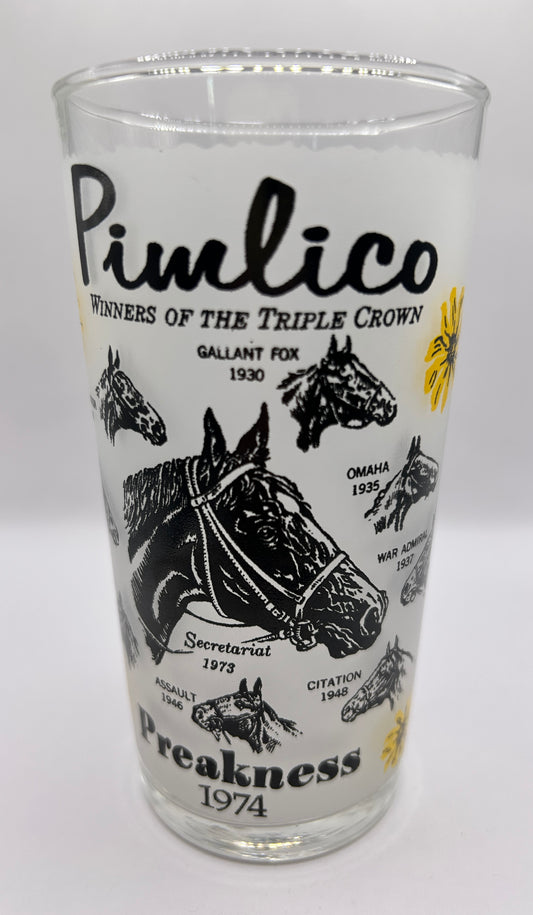 Pimlico
WINNERS OF THE TRIPLE CROWN
GALLANT FOX
1930
OMAHA
1935
WAR ADMIRAL
1937
Secretariat
1973
ASSAULT
1946
CITATION
1948
Preakness
1974